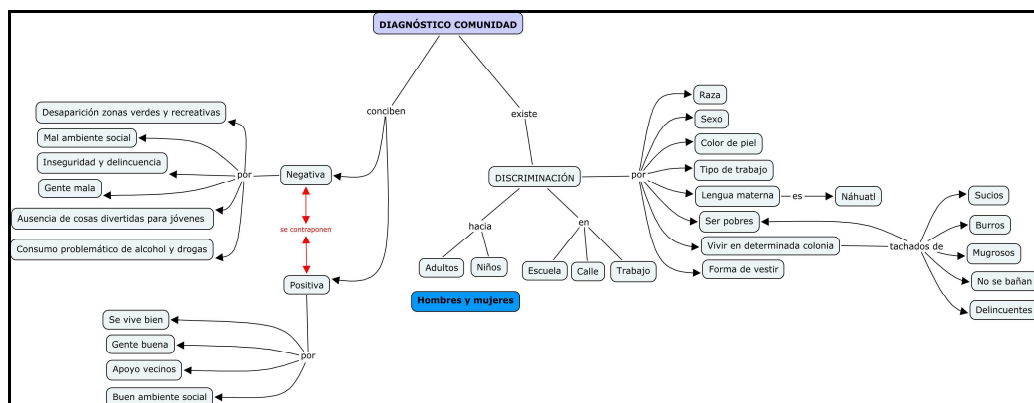 DIAGNÓSTICO COMUNIDAD
conciben
existe
Desaparición zonas verdes y recreativas
Mal ambiente social
Inseguridad y delincuencia
Gente mala
Ausencia de cosas divertidas para jóvenes
Consumo problemático de alcohol y drogas
por
Negativa
se contraponen
Positiva
Se vive bien
Gente buena
Apoyo vecinos
Buen ambiente social
por
DISCRIMINACIÓN
hacia
Adultos
Niños
Hombres y mujeres
en
Escuela
Calle
Trabajo
por
Raza
Sexo
Color de piel
Tipo de trabajo
Lengua materna
es
Náhuatl
Ser pobres
Vivir en determinada colonia
Forma de vestir
tachados de
Sucios
Burros
Mugrosos
No se bañan
Delincuentes